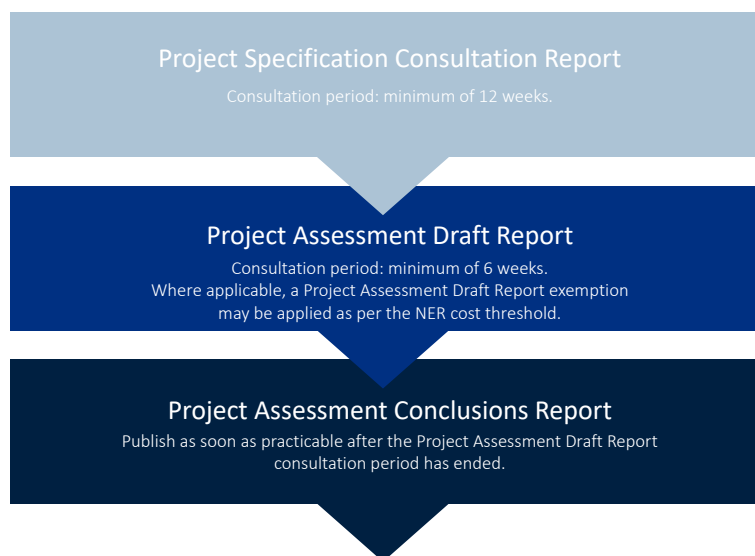 Project Specification Consultation Report
Consultation period: minimum of 12 weeks.
Project Assessment Draft Report
Consultation period: minimum of 6 weeks.
Where applicable, a Project Assessment Draft Report exemption
may be applied as per the NER cost threshold.
Project Assessment Conclusions Report
Publish as soon as practicable after the Project Assessment Draft Report
consultation period has ended.